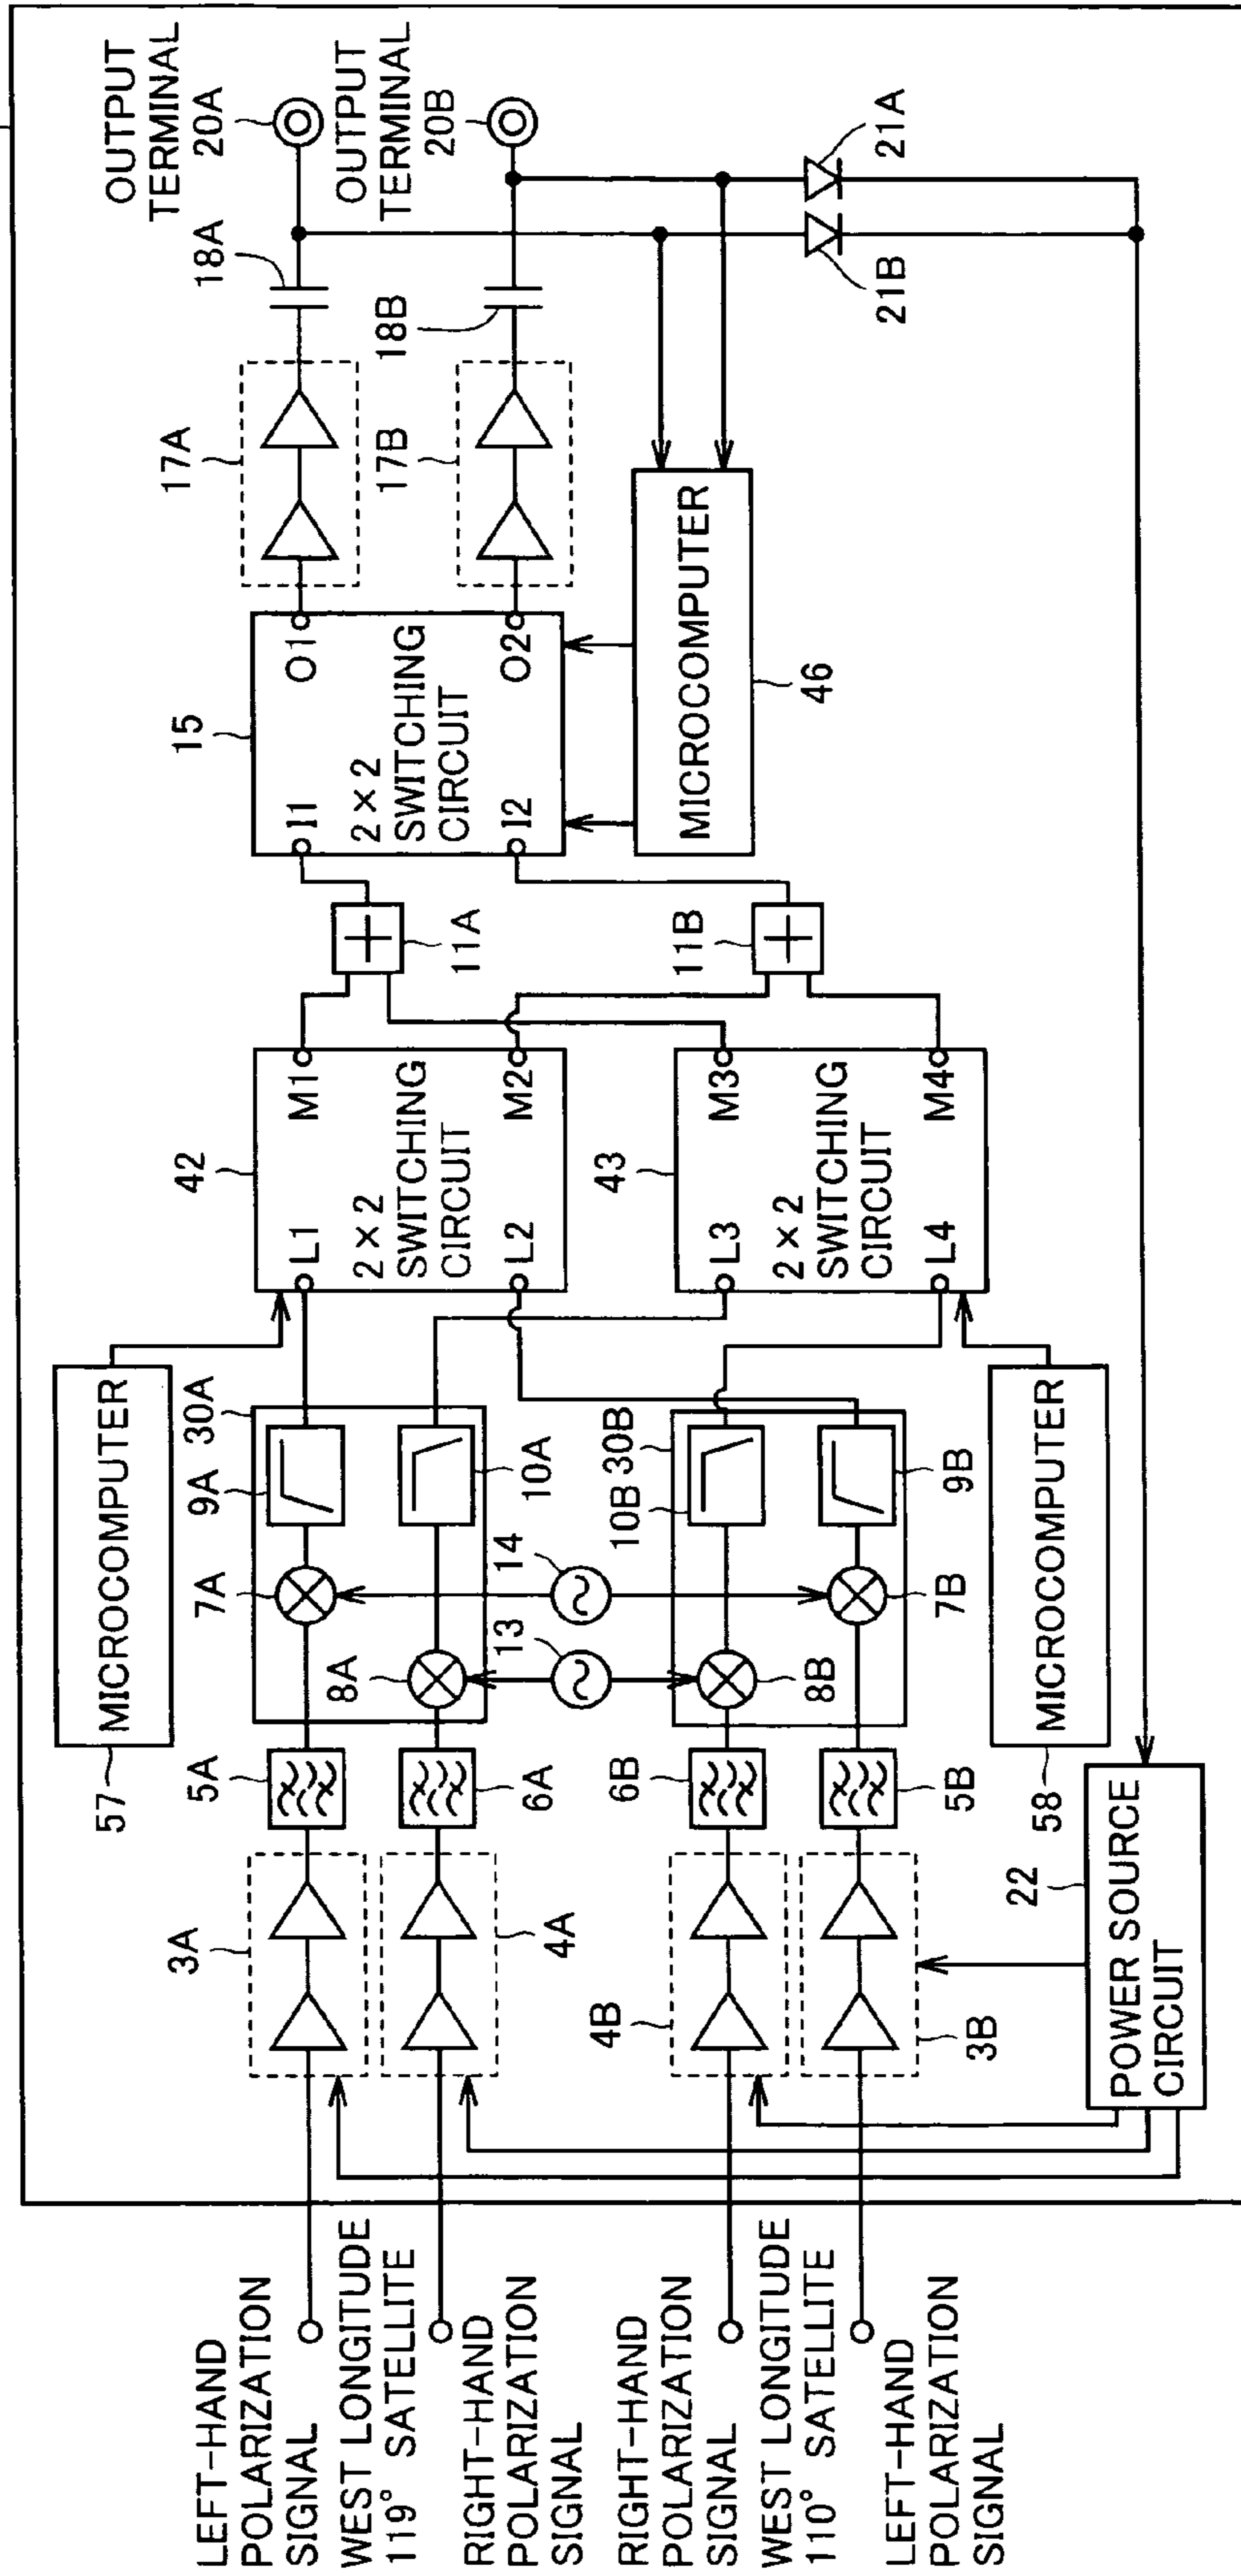 LEFT-HAND
POLARIZATION
SIGNAL
WEST LONGITUDE
119° SATELLITE
RIGHT-HAND
POLARIZATION
SIGNAL
RIGHT-HAND
POLARIZATION
SIGNAL
WEST LONGITUDE
110° SATELLITE
LEFT-HAND
POLARIZATION
SIGNAL
3A
4A
4B
3B
POWER SOURCE
CIRCUIT
22
5A
6A
6B
5B
57
MICROCOMPUTER
58
MICROCOMPUTER
7A
8A
13
14
8B
7B
9A
30A
10A
10B
30B
9B
42
L1
M1
2×2
SWITCHING
CIRCUIT
L2
M2
43
L3
M3
2×2
SWITCHING
CIRCUIT
L4
M4
11A
11B
15
I1
O1
2×2
SWITCHING
CIRCUIT
I2
O2
MICROCOMPUTER
46
17A
17B
18A
18B
OUTPUT
TERMINAL
20A
OUTPUT
TERMINAL
20B
21A
21B